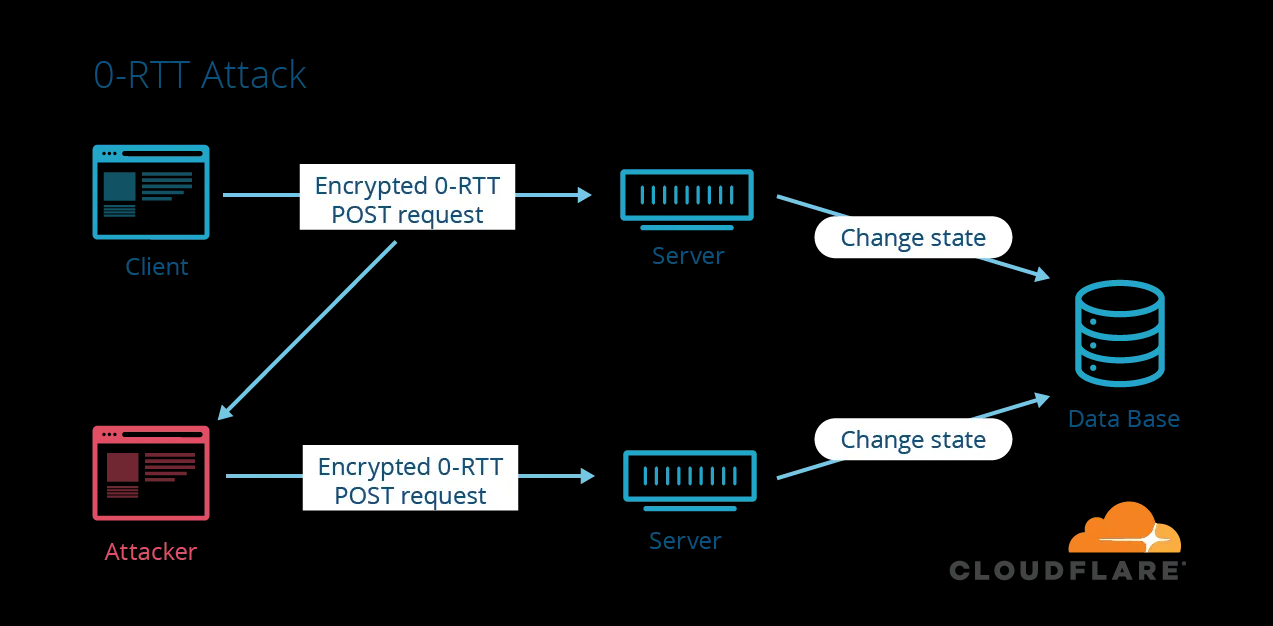 0-RTT Attack
Encrypted 0-RTT
POST request
Client
Server
Change state
Data Base
Encrypted 0-RTT
POST request
Attacker
Server
Change state
CLOUDFLARE